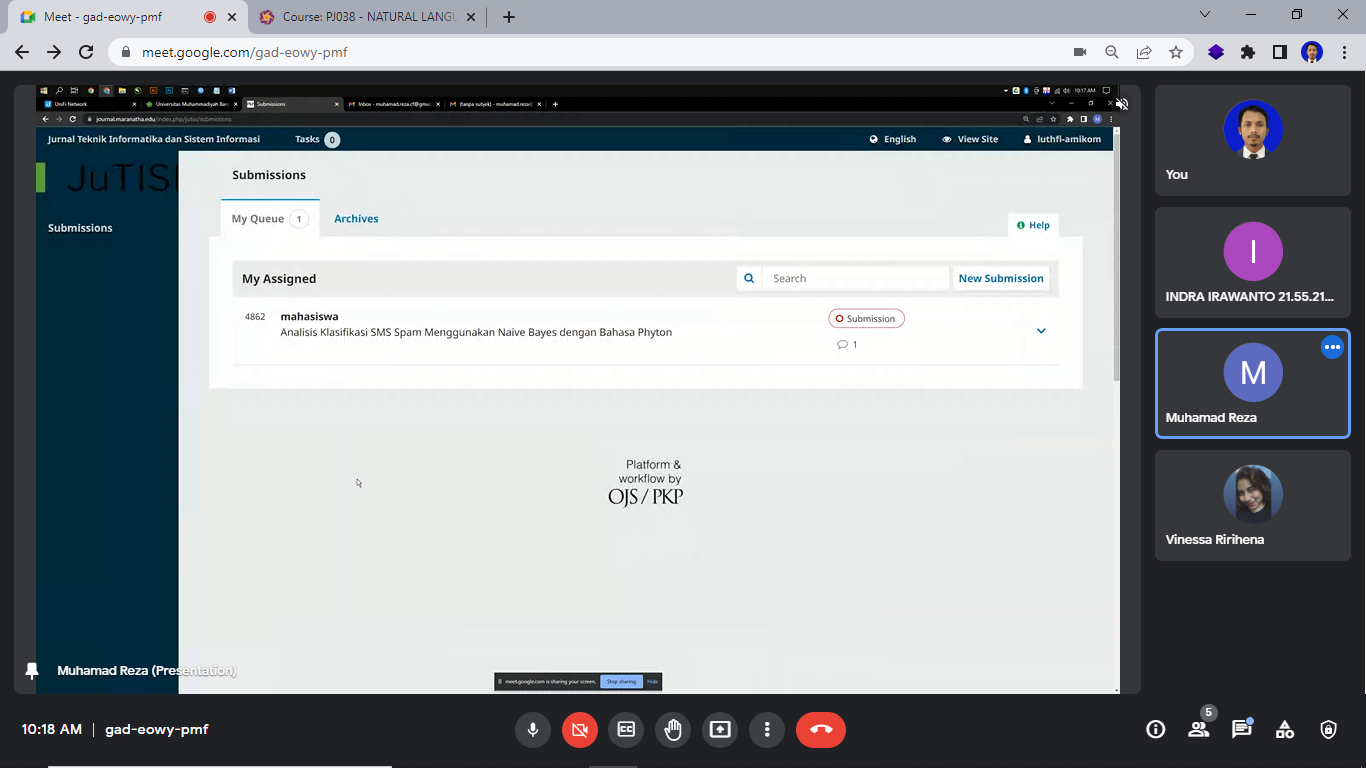 Meet - gad-eowy-pmf
Course: PJ038 - NATURAL LANGU
meet.google.com/gad-eowy-pmf
10:17 AM
UniFi Network
Universitas Muhammadiyah Ban
Submissions
Inbox - muhamad.reza.cf@gmai
(tanpa subjek) - muhamad.reza(
journal.maranatha.edu/index.php/jutisi/submissions
Jurnal Teknik Informatika dan Sistem Informasi
Tasks 0
English
View Site
luthfi-amikom
JuTISI
Submissions
Submissions
My Queue 1
Archives
Help
My Assigned
Search
New Submission
4862
mahasiswa
Analisis Klasifikasi SMS Spam Menggunakan Naive Bayes dengan Bahasa Phyton
Submission
1
Platform &
workflow by
OJS / PKP
Muhamad Reza (Presentation)
meet.google.com is sharing your screen.
Stop sharing
Hide
You
I
INDRA IRAWANTO 21.55.21...
M
Muhamad Reza
Vinessa Ririhena
10:18 AM | gad-eowy-pmf
5